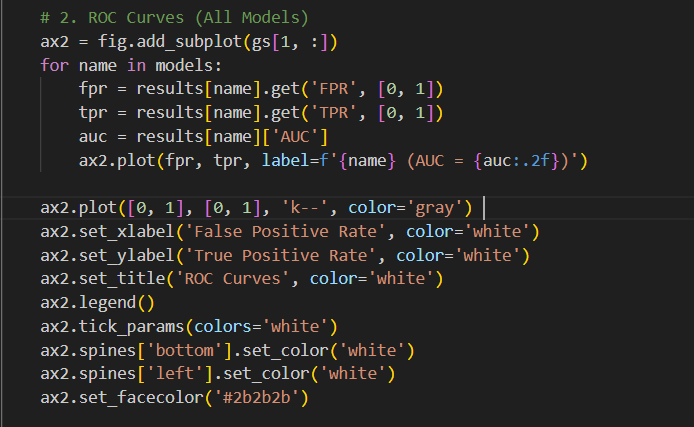 # 2. ROC Curves (All Models)
ax2 = fig.add_subplot(gs[1, :])
for name in models:
    fpr = results[name].get('FPR', [0, 1])
    tpr = results[name].get('TPR', [0, 1])
    auc = results[name]['AUC']
    ax2.plot(fpr, tpr, label=f'{name} (AUC = {auc:.2f})')
ax2.plot([0, 1], [0, 1], 'k--', color='gray')
ax2.set_xlabel('False Positive Rate', color='white')
ax2.set_ylabel('True Positive Rate', color='white')
ax2.set_title('ROC Curves', color='white')
ax2.legend()
ax2.tick_params(colors='white')
ax2.spines['bottom'].set_color('white')
ax2.spines['left'].set_color('white')
ax2.set_facecolor('#2b2b2b')